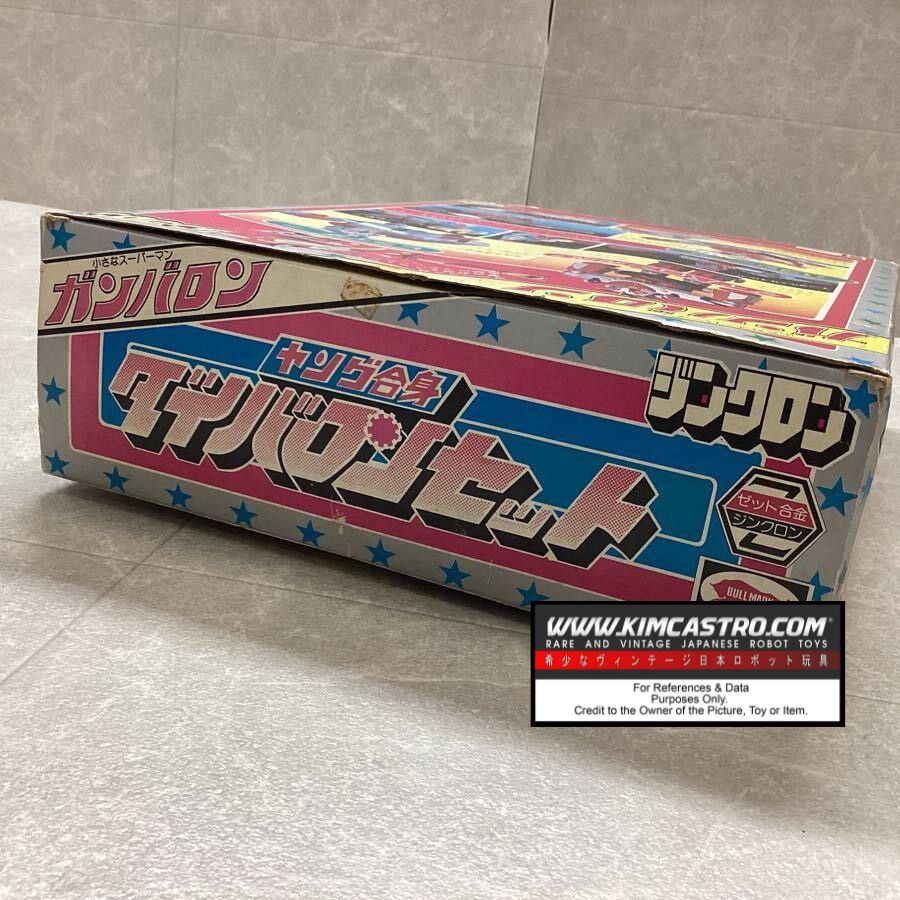 小さなスーパーマン
ガンバロン
ヤング合身
ダイバロンセット
ジンクロン
ゼット合金
ジンクロン
BULL MARK
WWW.KIMCASTRO.COM
RARE AND VINTAGE JAPANESE ROBOT TOYS
希少なヴィンテージ日本ロボット玩具
For References & Data
Purposes Only.
Credit to the Owner of the Picture, Toy or Item.